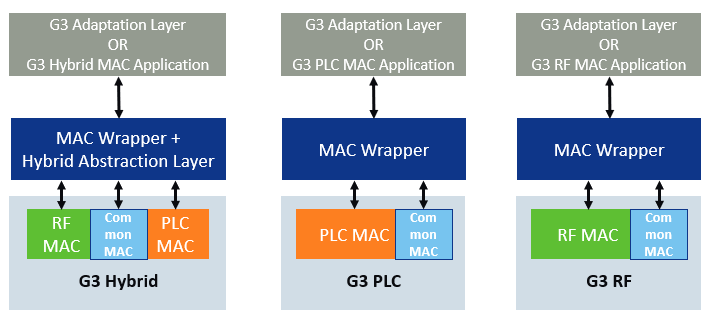 G3 Adaptation Layer
OR
G3 Hybrid MAC Application
MAC Wrapper +
Hybrid Abstraction Layer
RF
MAC
Com
mon
MAC
PLC
MAC
G3 Hybrid
G3 Adaptation Layer
OR
G3 PLC MAC Application
MAC Wrapper
PLC MAC
Com
mon
MAC
G3 PLC
G3 Adaptation Layer
OR
G3 RF MAC Application
MAC Wrapper
RF MAC
Com
mon
MAC
G3 RF